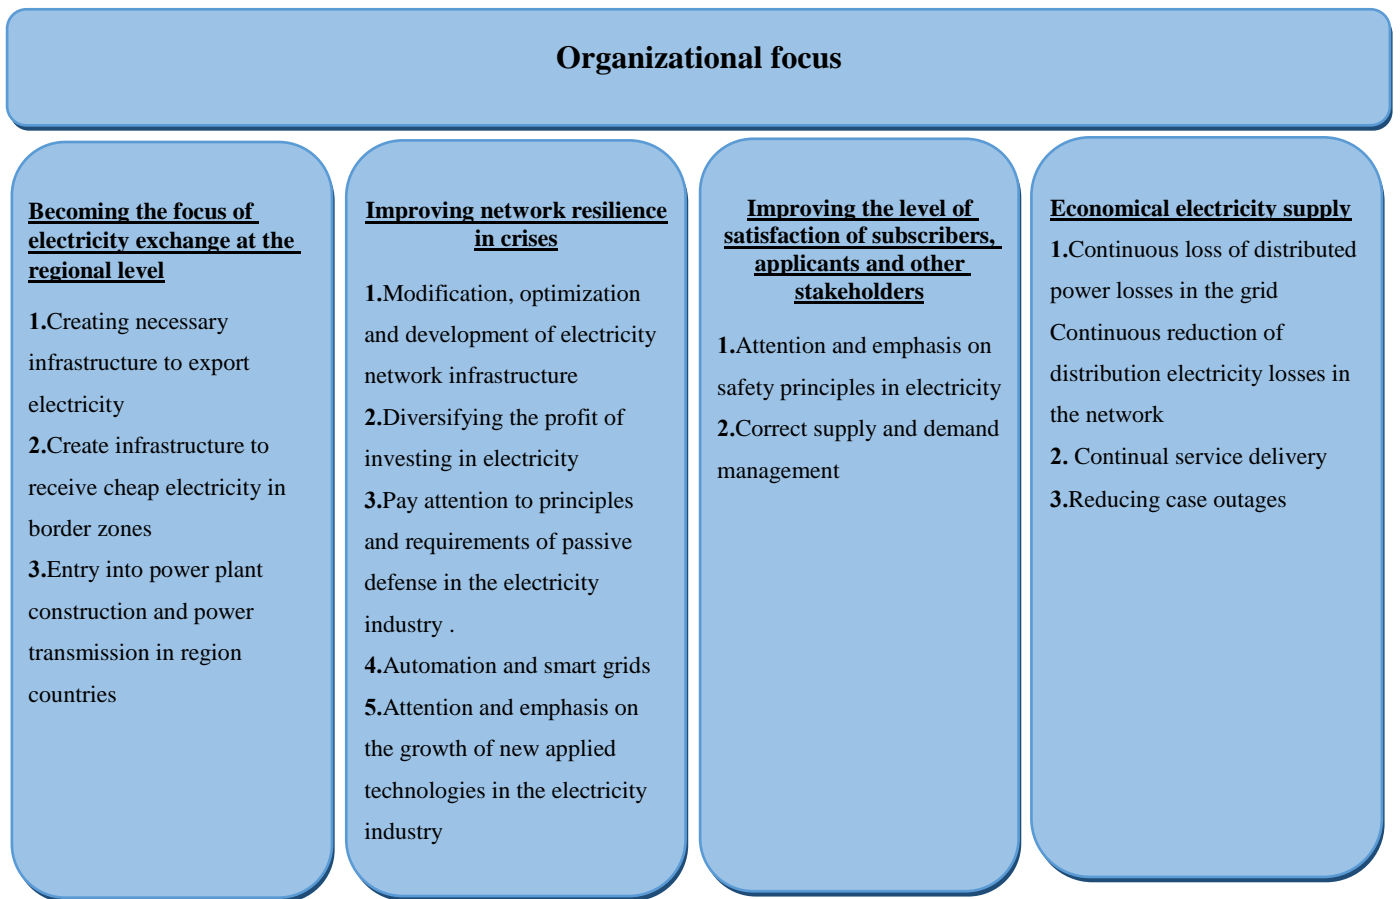 Organizational focus
Becoming the focus of
electricity exchange at the
regional level
1.Creating necessary
infrastructure to export
electricity
2.Create infrastructure to
receive cheap electricity in
border zones
3.Entry into power plant
construction and power
transmission in region
countries
Improving network resilience
in crises
1.Modification, optimization
and development of electricity
network infrastructure
2.Diversifying the profit of
investing in electricity
3.Pay attention to principles
and requirements of passive
defense in the electricity
industry .
4.Automation and smart grids
5.Attention and emphasis on
the growth of new applied
technologies in the electricity
industry
Improving the level of
satisfaction of subscribers,
applicants and other
stakeholders
1.Attention and emphasis on
safety principles in electricity
2.Correct supply and demand
management
Economical electricity supply
1.Continuous loss of distributed
power losses in the grid
Continuous reduction of
distribution electricity losses in
the network
2. Continual service delivery
3.Reducing case outages